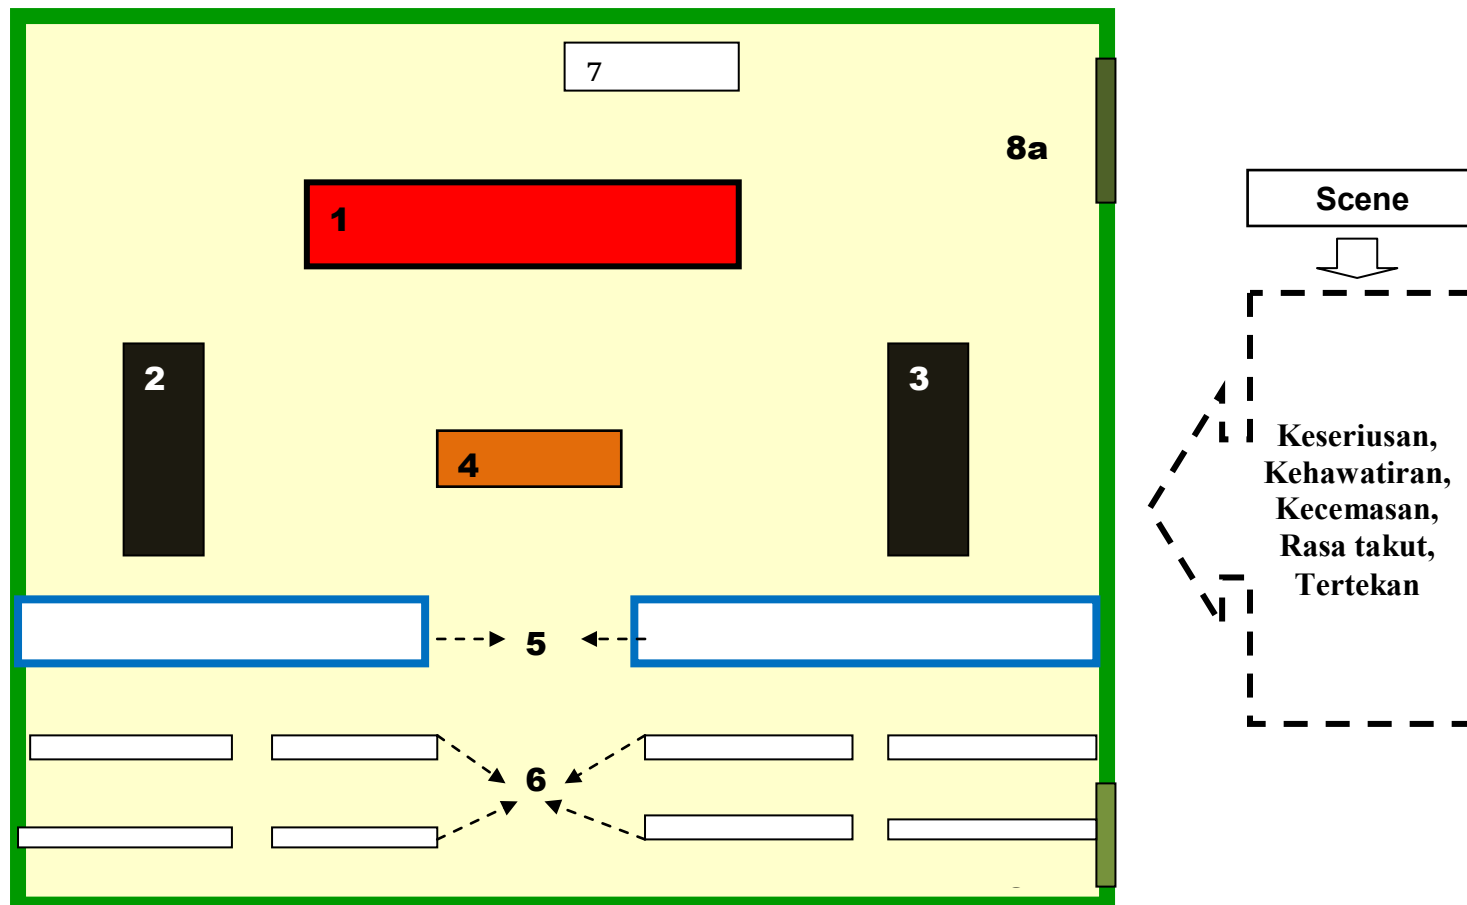 7
8a
1
Scene
2
3
4
Keseriusan,
Kehawatiran,
Kecemasan,
Rasa takut,
Tertekan
5
6